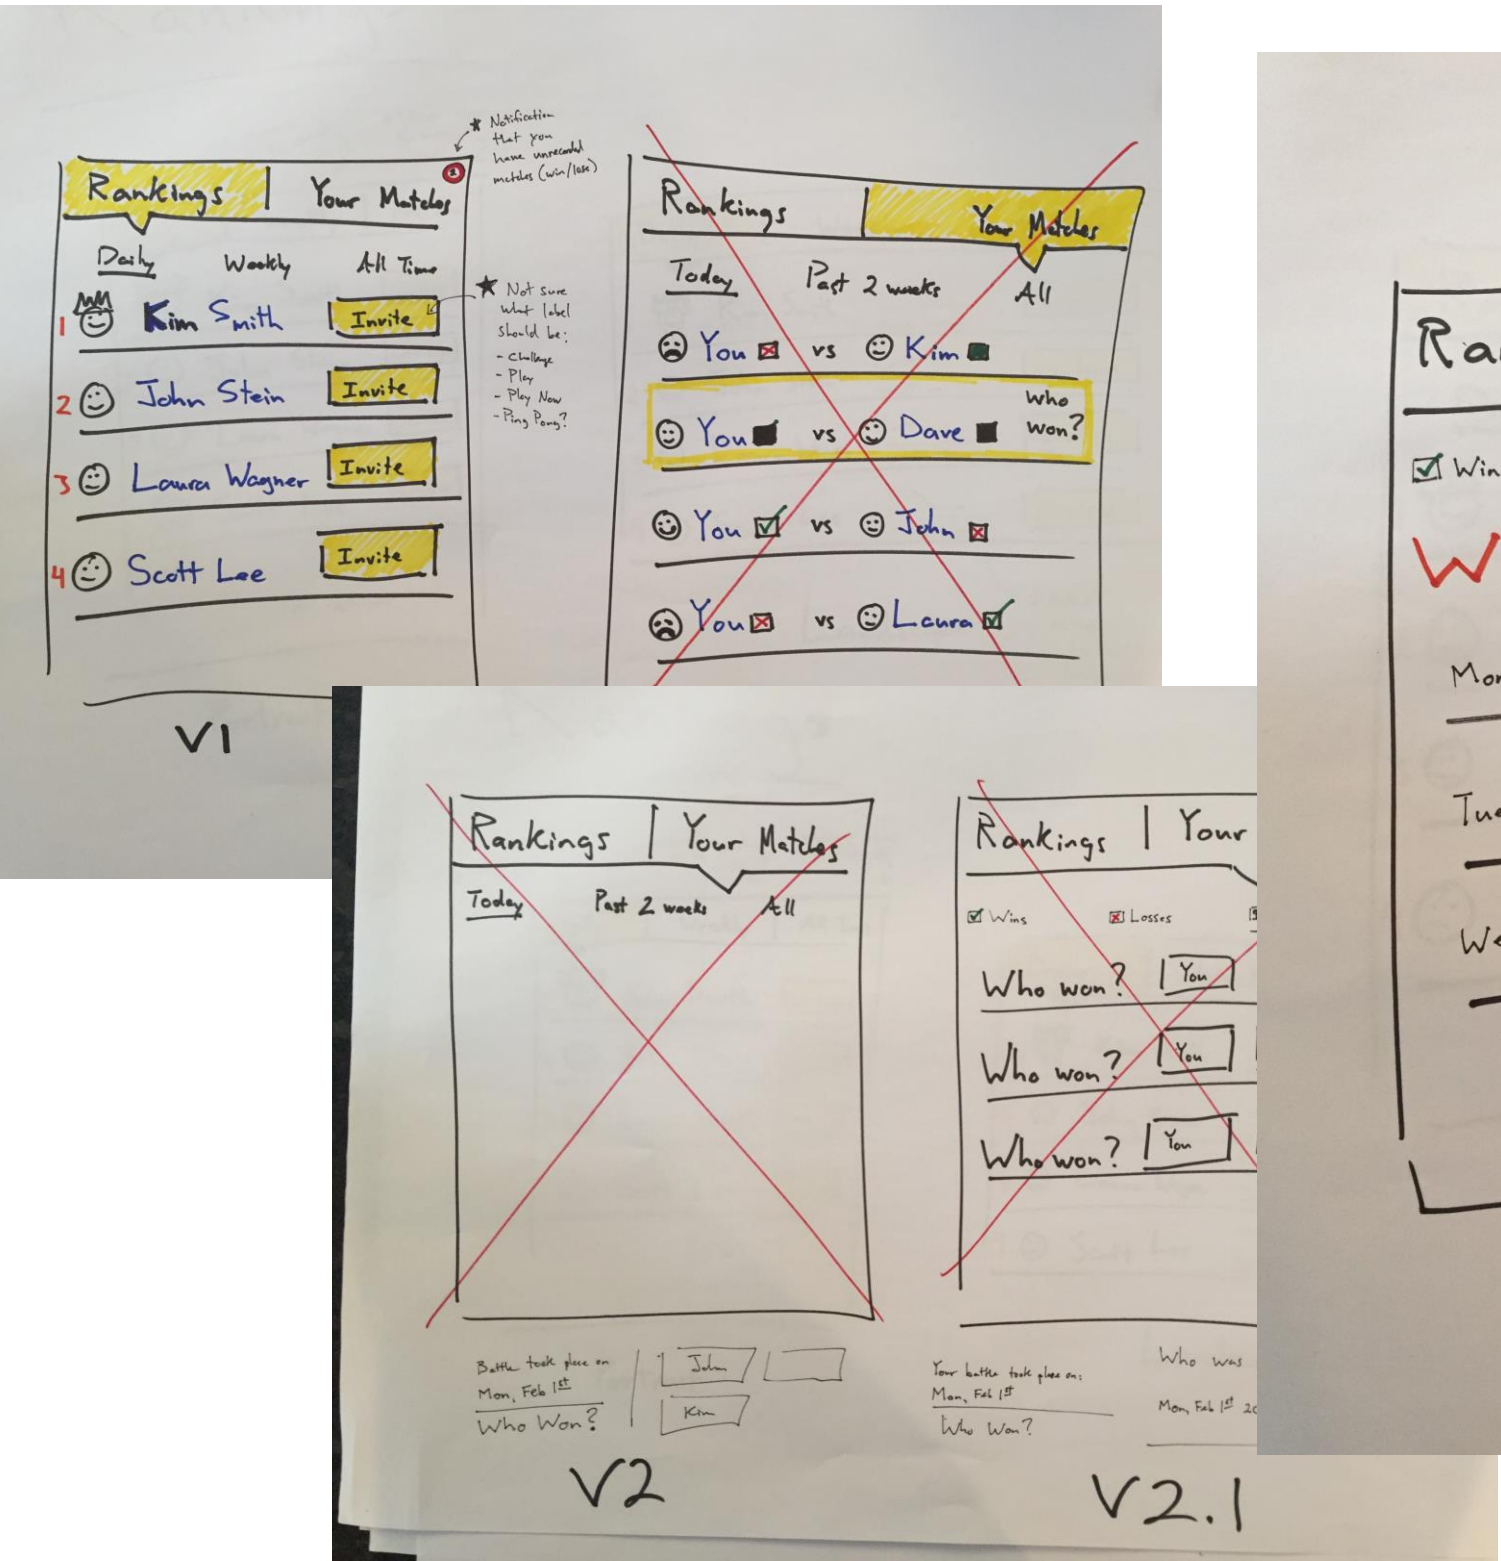 Rankings | Your Matches
2
★ Notification
that you
have unrecorded
matches (win/lose)
Daily Weekly All Time
1 Kim Smith Invite
2 John Stein Invite
3 Laura Wagner Invite
4 Scott Lee Invite
★ Not sure
what label
should be:
- Challenge
- Play
- Play Now
- Ping Pong?
V1
Rankings Your Matches
Today Past 2 weeks All
You vs Kim
You vs Dave Who
won?
You vs John
You vs Laura
Rankings | Your Matches
Today Past 2 weeks All
Battle took place on
Mon, Feb 1st
Who Won?
John
Kim
V2
Rankings | Your
Wins Losses
Who won? You
Who won? You
Who won? You
Your battle took place on:
Mon, Feb 1st
Who Won?
Who was
Mon, Feb 1st 20
V2.1
Ra
Win
W
Mon
Tue
We